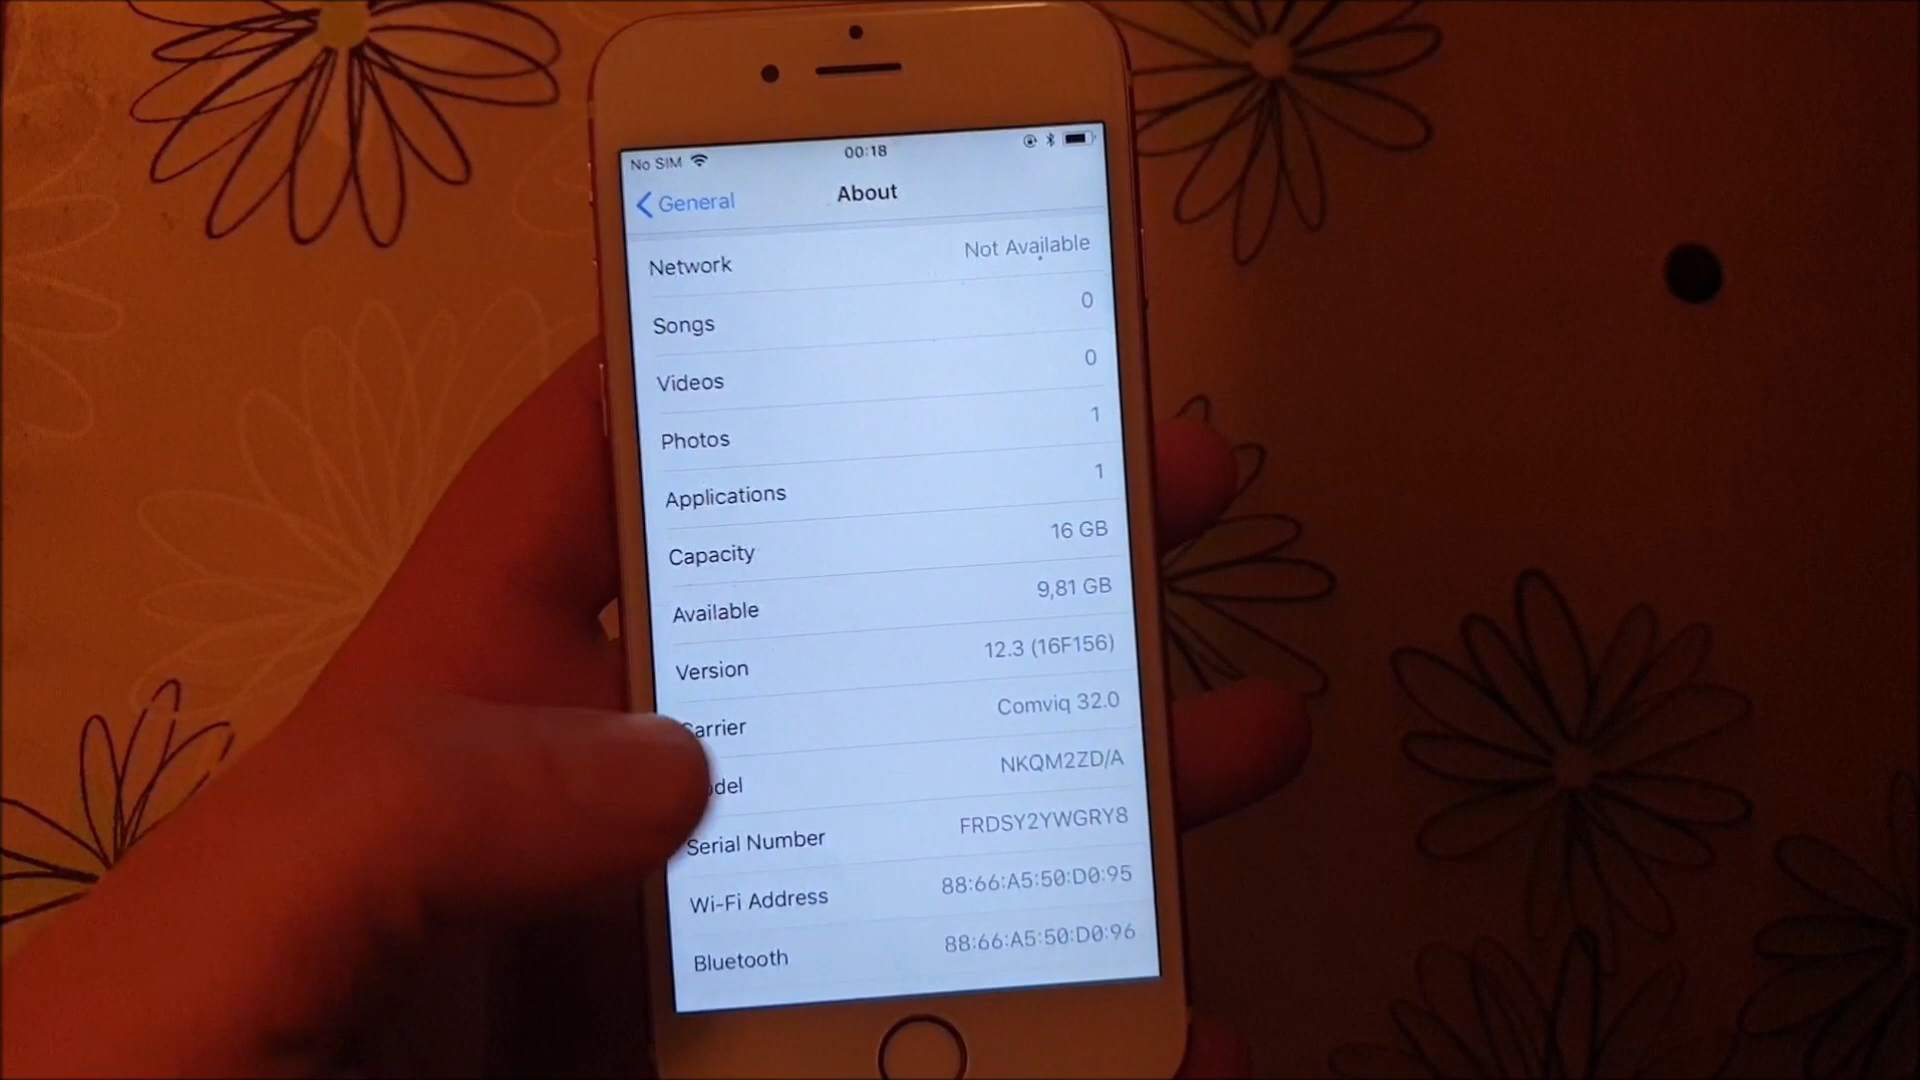 No SIM 00:18
General About
Network Not Available
Songs 0
Videos 0
Photos 1
Applications 1
Capacity 16 GB
Available 9,81 GB
Version 12.3 (16F156)
arrier Comviq 32.0
odel NKQM2ZD/A
Serial Number FRDSY2YWGRY8
Wi-Fi Address 88:66:A5:50:D0:95
Bluetooth 88:66:A5:50:D0:96